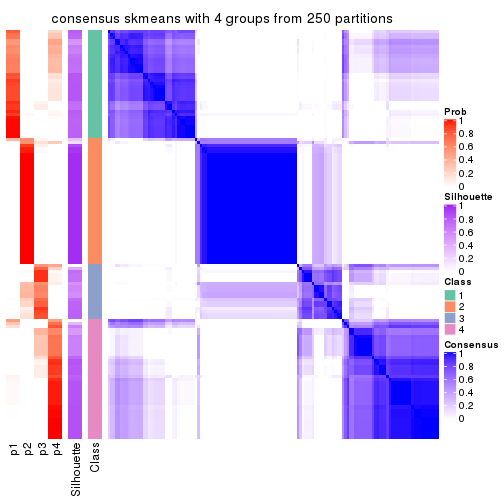 consensus skmeans with 4 groups from 250 partitions
Prob
1
0.8
0.6
0.4
0.2
0
Silhouette
1
0.8
0.6
0.4
0.2
0
Class
1
2
3
4
Consensus
1
0.8
0.6
0.4
0.2
0
p1
p2
p3
p4
Silhouette
Class